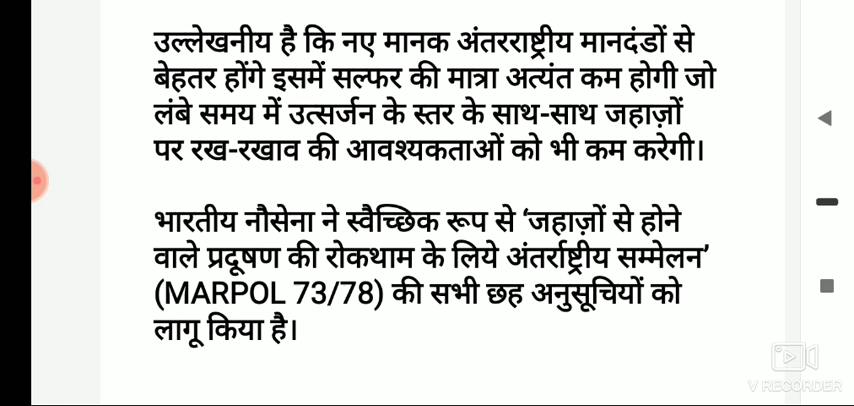 उल्लेखनीय है कि नए मानक अंतरराष्ट्रीय मानदंडों से
बेहतर होंगे इसमें सल्फर की मात्रा अत्यंत कम होगी जो
लंबे समय में उत्सर्जन के स्तर के साथ-साथ जहाज़ों
पर रख-रखाव की आवश्यकताओं को भी कम करेगी।
भारतीय नौसेना ने स्वैच्छिक रूप से ‘जहाज़ों से होने
वाले प्रदूषण की रोकथाम के लिये अंतर्राष्ट्रीय सम्मेलन’
(MARPOL 73/78) की सभी छह अनुसूचियों को
लागू किया है।
V RECORDER